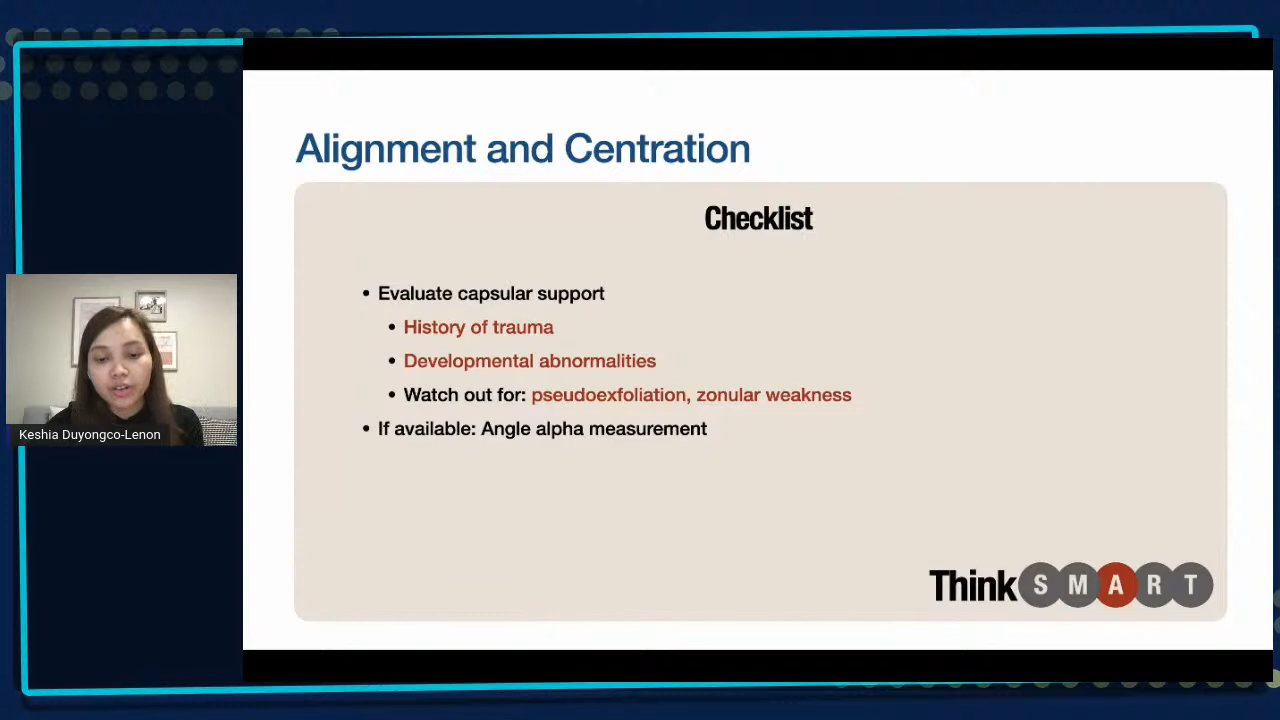 Alignment and Centration
Checklist
• Evaluate capsular support
• History of trauma
• Developmental abnormalities
• Watch out for: pseudoexfoliation, zonular weakness
• If available: Angle alpha measurement
Think S M A R T
Keshia Duyongco-Lenon